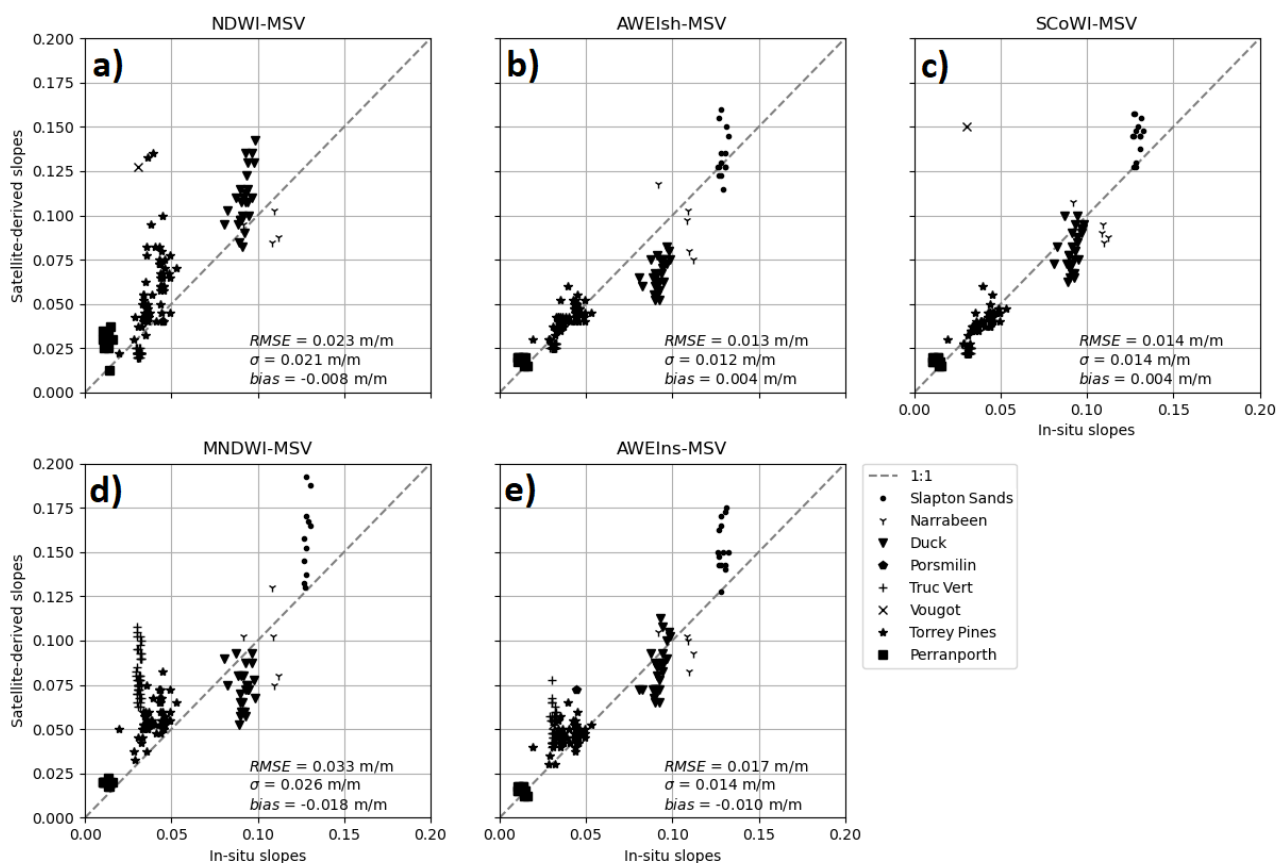 NDWI-MSV
AWEIsh-MSV
SCoWI-MSV
a)
b)
c)
0.200
0.175
0.150
0.125
0.100
0.075
0.050
0.025
0.000
Satellite-derived slopes
RMSE = 0.023 m/m
σ = 0.021 m/m
bias = -0.008 m/m
RMSE = 0.013 m/m
σ = 0.012 m/m
bias = 0.004 m/m
RMSE = 0.014 m/m
σ = 0.014 m/m
bias = 0.004 m/m
0.00 0.05 0.10 0.15 0.20
In-situ slopes
MNDWI-MSV
AWEIns-MSV
d)
e)
0.200
0.175
0.150
0.125
0.100
0.075
0.050
0.025
0.000
Satellite-derived slopes
RMSE = 0.033 m/m
σ = 0.026 m/m
bias = -0.018 m/m
RMSE = 0.017 m/m
σ = 0.014 m/m
bias = -0.010 m/m
0.00 0.05 0.10 0.15 0.20
In-situ slopes
0.00 0.05 0.10 0.15 0.20
In-situ slopes
1:1
Slapton Sands
Narrabeen
Duck
Porsmilin
Truc Vert
Vougot
Torrey Pines
Perranporth